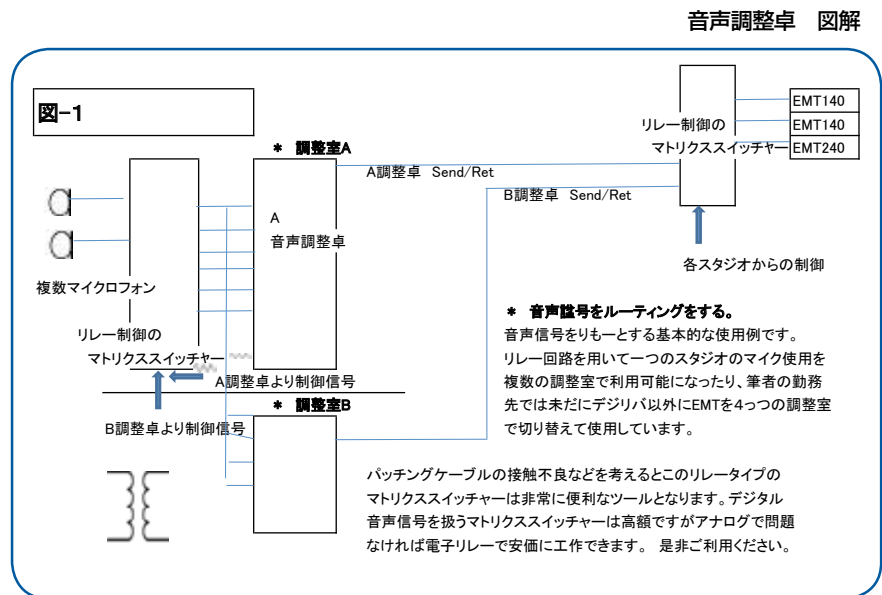 音声調整卓　図解
図-1
＊ 調整室A
A
音声調整卓
複数マイクロフォン
リレー制御の
マトリクススイッチャー
A調整卓より制御信号
＊ 調整室B
B調整卓より制御信号
A調整卓 Send/Ret
B調整卓 Send/Ret
リレー制御の
マトリクススイッチャー
EMT140
EMT140
EMT240
各スタジオからの制御
＊ 音声信号をルーティングをする。
音声信号をりもーとする基本的な使用例です。
リレー回路を用いて一つのスタジオのマイク使用を
複数の調整室で利用可能になったり、筆者の勤務
先では未だにデジリバ以外にEMTを４っつの調整室
で切り替えて使用しています。
パッチングケーブルの接触不良などを考えるとこのリレータイプの
マトリクススイッチャーは非常に便利なツールとなります。デジタル
音声信号を扱うマトリクススイッチャーは高額ですがアナログで問題
なければ電子リレーで安価に工作できます。 是非ご利用ください。